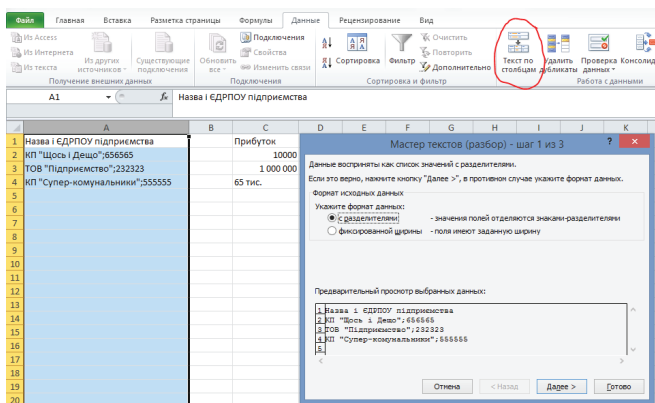 Файл Главная Вставка Разметка страницы Формулы Данные Рецензирование Вид
Из Access
Из Интернета
Из текста
Из других источников
Существующие подключения
Получение внешних данных
Обновить все
Подключения
Свойства
Изменить связи
Подключения
Сортировка
Фильтр
Очистить
Повторить
Дополнительно
Сортировка и фильтр
Текст по столбцам
Удалить дубликаты
Проверка данных
Консолид
Работа с данными
A1 fx Назва і ЄДРПОУ підприємства
A B C D E F G H I J K
1 Назва і ЄДРПОУ підприємства Прибуток
2 КП "Щось і Дещо";656565 10000
3 ТОВ "Підприємство";232323 1 000 000
4 КП "Супер-комунальники";555555 65 тис.
5
6
7
8
9
10
11
12
13
14
15
16
17
18
19
20
Мастер текстов (разбор) - шаг 1 из 3 ? ×
Данные восприняты как список значений с разделителями.
Если это верно, нажмите кнопку "Далее >", в противном случае укажите формат данных.
Формат исходных данных
Укажите формат данных:
с разделителями - значения полей отделяются знаками-разделителями
фиксированной ширины - поля имеют заданную ширину
Предварительный просмотр выбранных данных:
1 Назва і ЄДРПОУ підприємства
2 КП "Щось і Дещо";656565
3 ТОВ "Підприємство";232323
4 КП "Супер-комунальники";555555
5
Отмена < Назад Далее > Готово